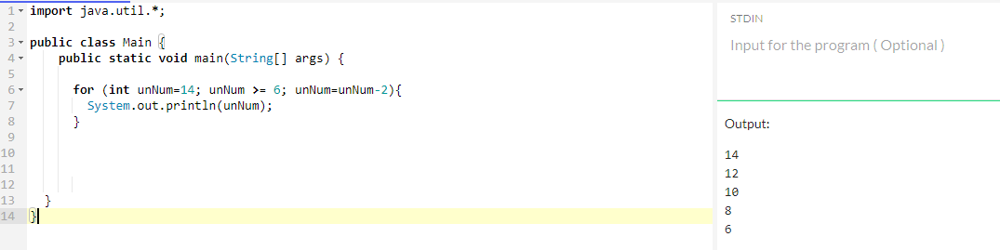 1 import java.util.*;
2
3 public class Main {
4 public static void main(String[] args) {
5
6 for (int unNum=14; unNum >= 6; unNum=unNum-2){
7 System.out.println(unNum);
8 }
9
10
11
12
13 }
14 }
STDIN
Input for the program ( Optional )
Output:
14
12
10
8
6